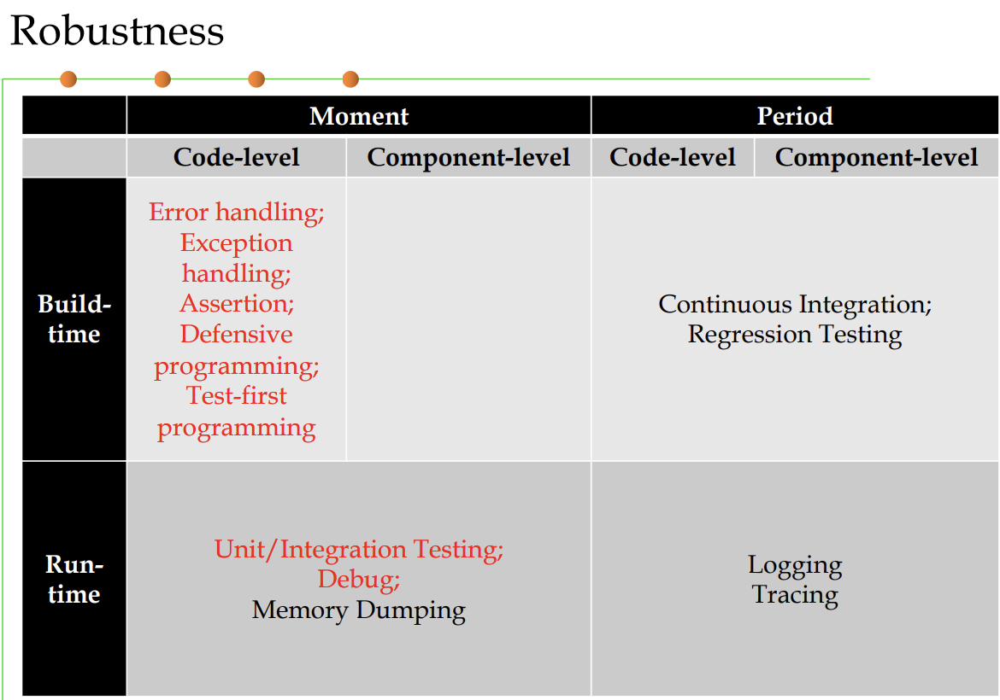 Robustness
Moment
Period
Code-level
Component-level
Code-level
Component-level
Build-
time
Error handling;
Exception
handling;
Assertion;
Defensive
programming;
Test-first
programming
Continuous Integration;
Regression Testing
Run-
time
Unit/Integration Testing;
Debug;
Memory Dumping
Logging
Tracing